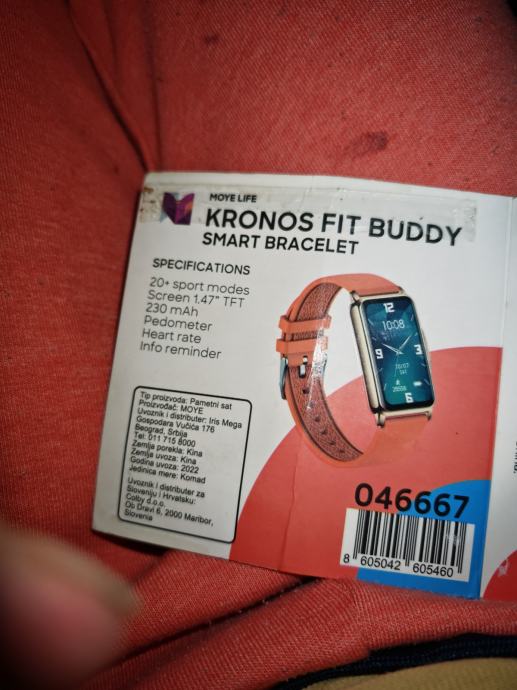 MOYE LIFE
KRONOS FIT BUDDY
SMART BRACELET
SPECIFICATIONS
20+ sport modes
Screen 1.47" TFT
230 mAh
Pedometer
Heart rate
Info reminder
12
10:08
9
3
6
Tip proizvoda: Pametni sat
Proizvođač: MOYE
Uvoznik i distributer: Iris Mega
Gospodara Vučića 176
Beograd, Srbija
Tel: 011 715 8000
Zemlja porekla: Kina
Zemlja uvoza: Kina
Godina uvoza: 2022
Jedinica mere: Komad
Uvoznik i distributer za
Sloveniju i Hrvatsku:
Colby d.o.o.
Ob Dravi 6, 2000 Maribor,
Slovenia
046667
8 605042 605460